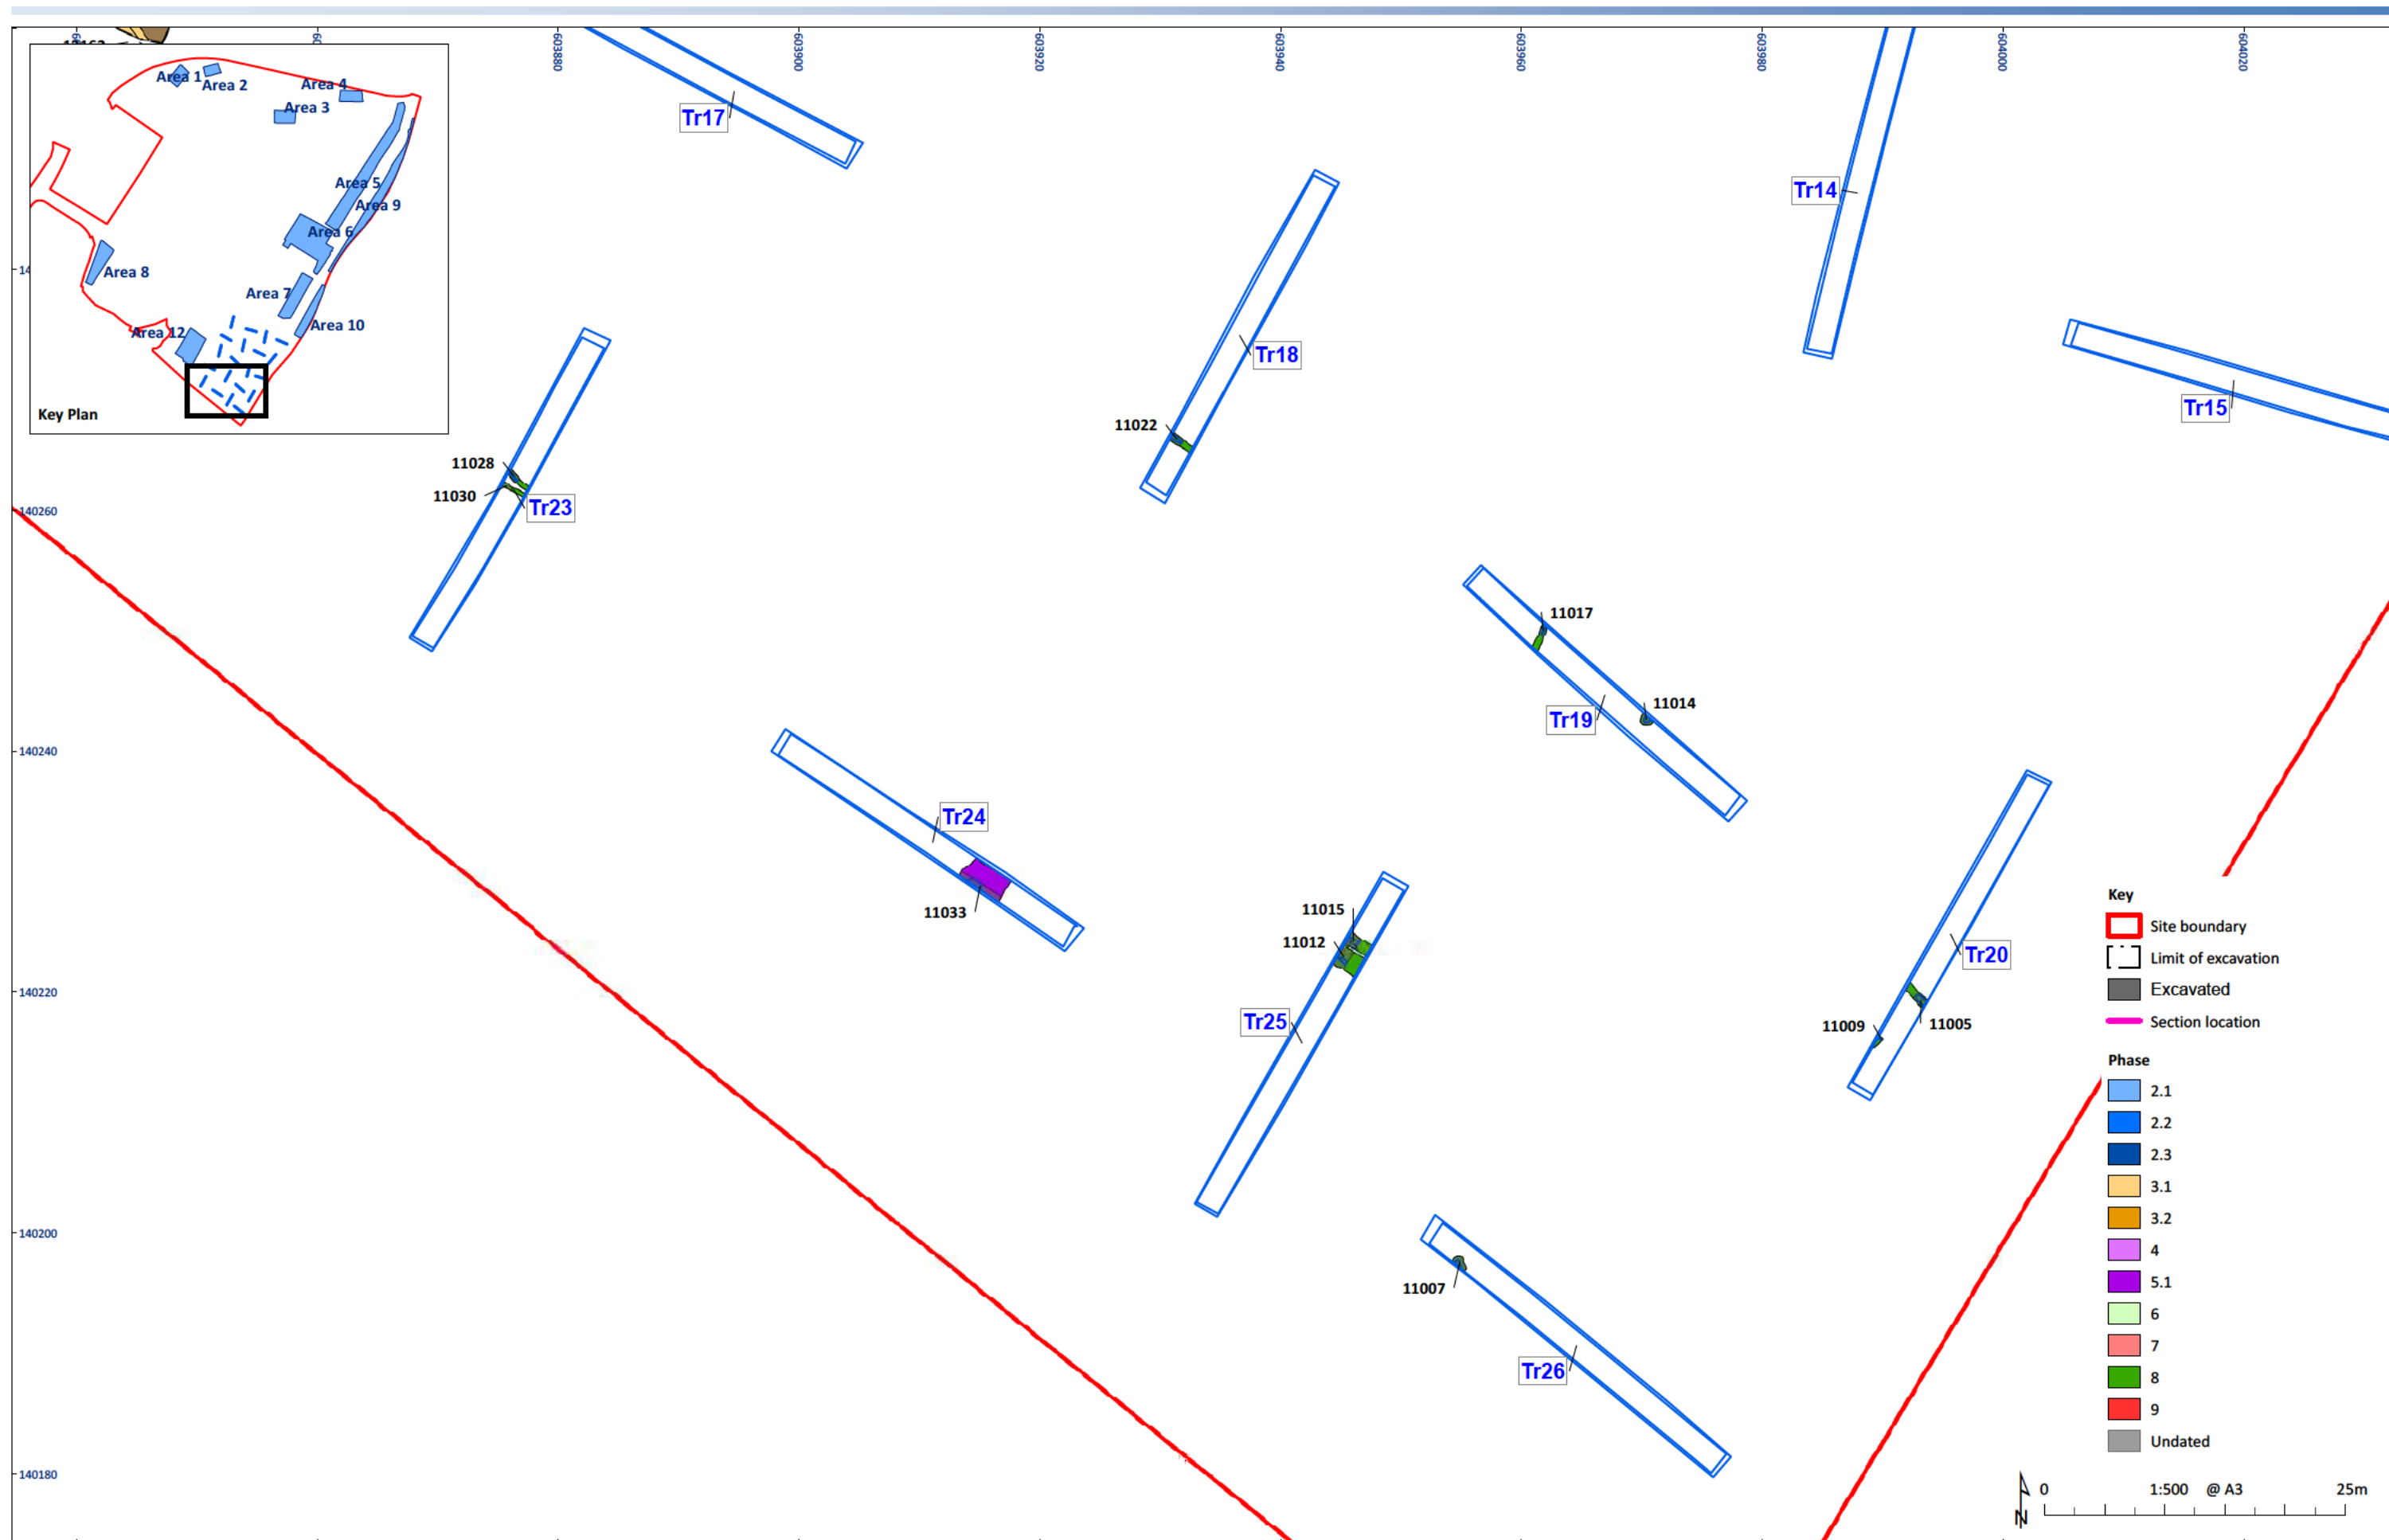 603880
603900
603920
603940
603960
603980
604000
604020
Area 1
Area 2
Area 4
Area 3
Area 5
Area 9
Area 6
Area 8
Area 7
Area 10
Area 12
Key Plan
Tr17
Tr14
Tr18
Tr15
11022
11028
11030
Tr23
140260
11017
11014
Tr19
140240
Tr24
11033
11015
11012
Tr20
140220
Tr25
11009
11005
140200
11007
Tr26
140180
Key
Site boundary
Limit of excavation
Excavated
Section location
Phase
2.1
2.2
2.3
3.1
3.2
4
5.1
6
7
8
9
Undated
N
0 1:500 @ A3 25m